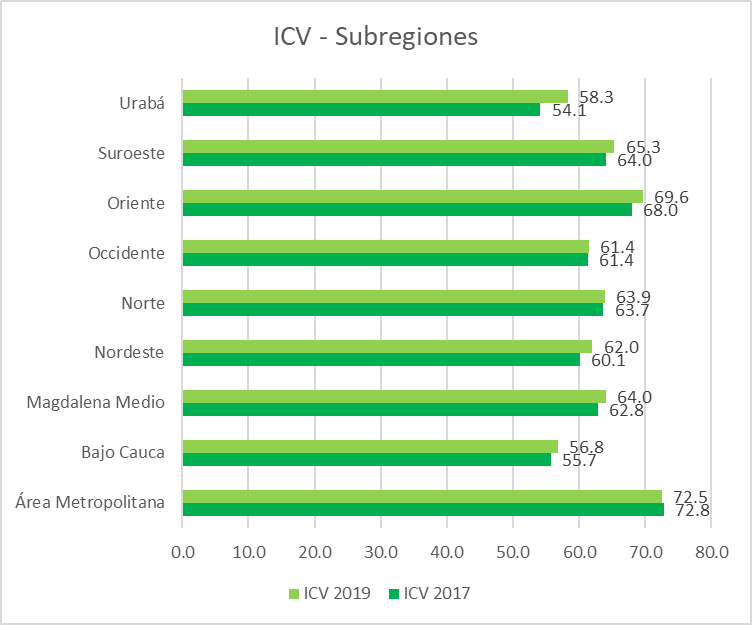 ICV - Subregiones
Urabá
58.3
54.1
Suroeste
65.3
64.0
Oriente
69.6
68.0
Occidente
61.4
61.4
Norte
63.9
63.7
Nordeste
62.0
60.1
Magdalena Medio
64.0
62.8
Bajo Cauca
56.8
55.7
Área Metropolitana
72.5
72.8
0.0 10.0 20.0 30.0 40.0 50.0 60.0 70.0 80.0
ICV 2019 ICV 2017